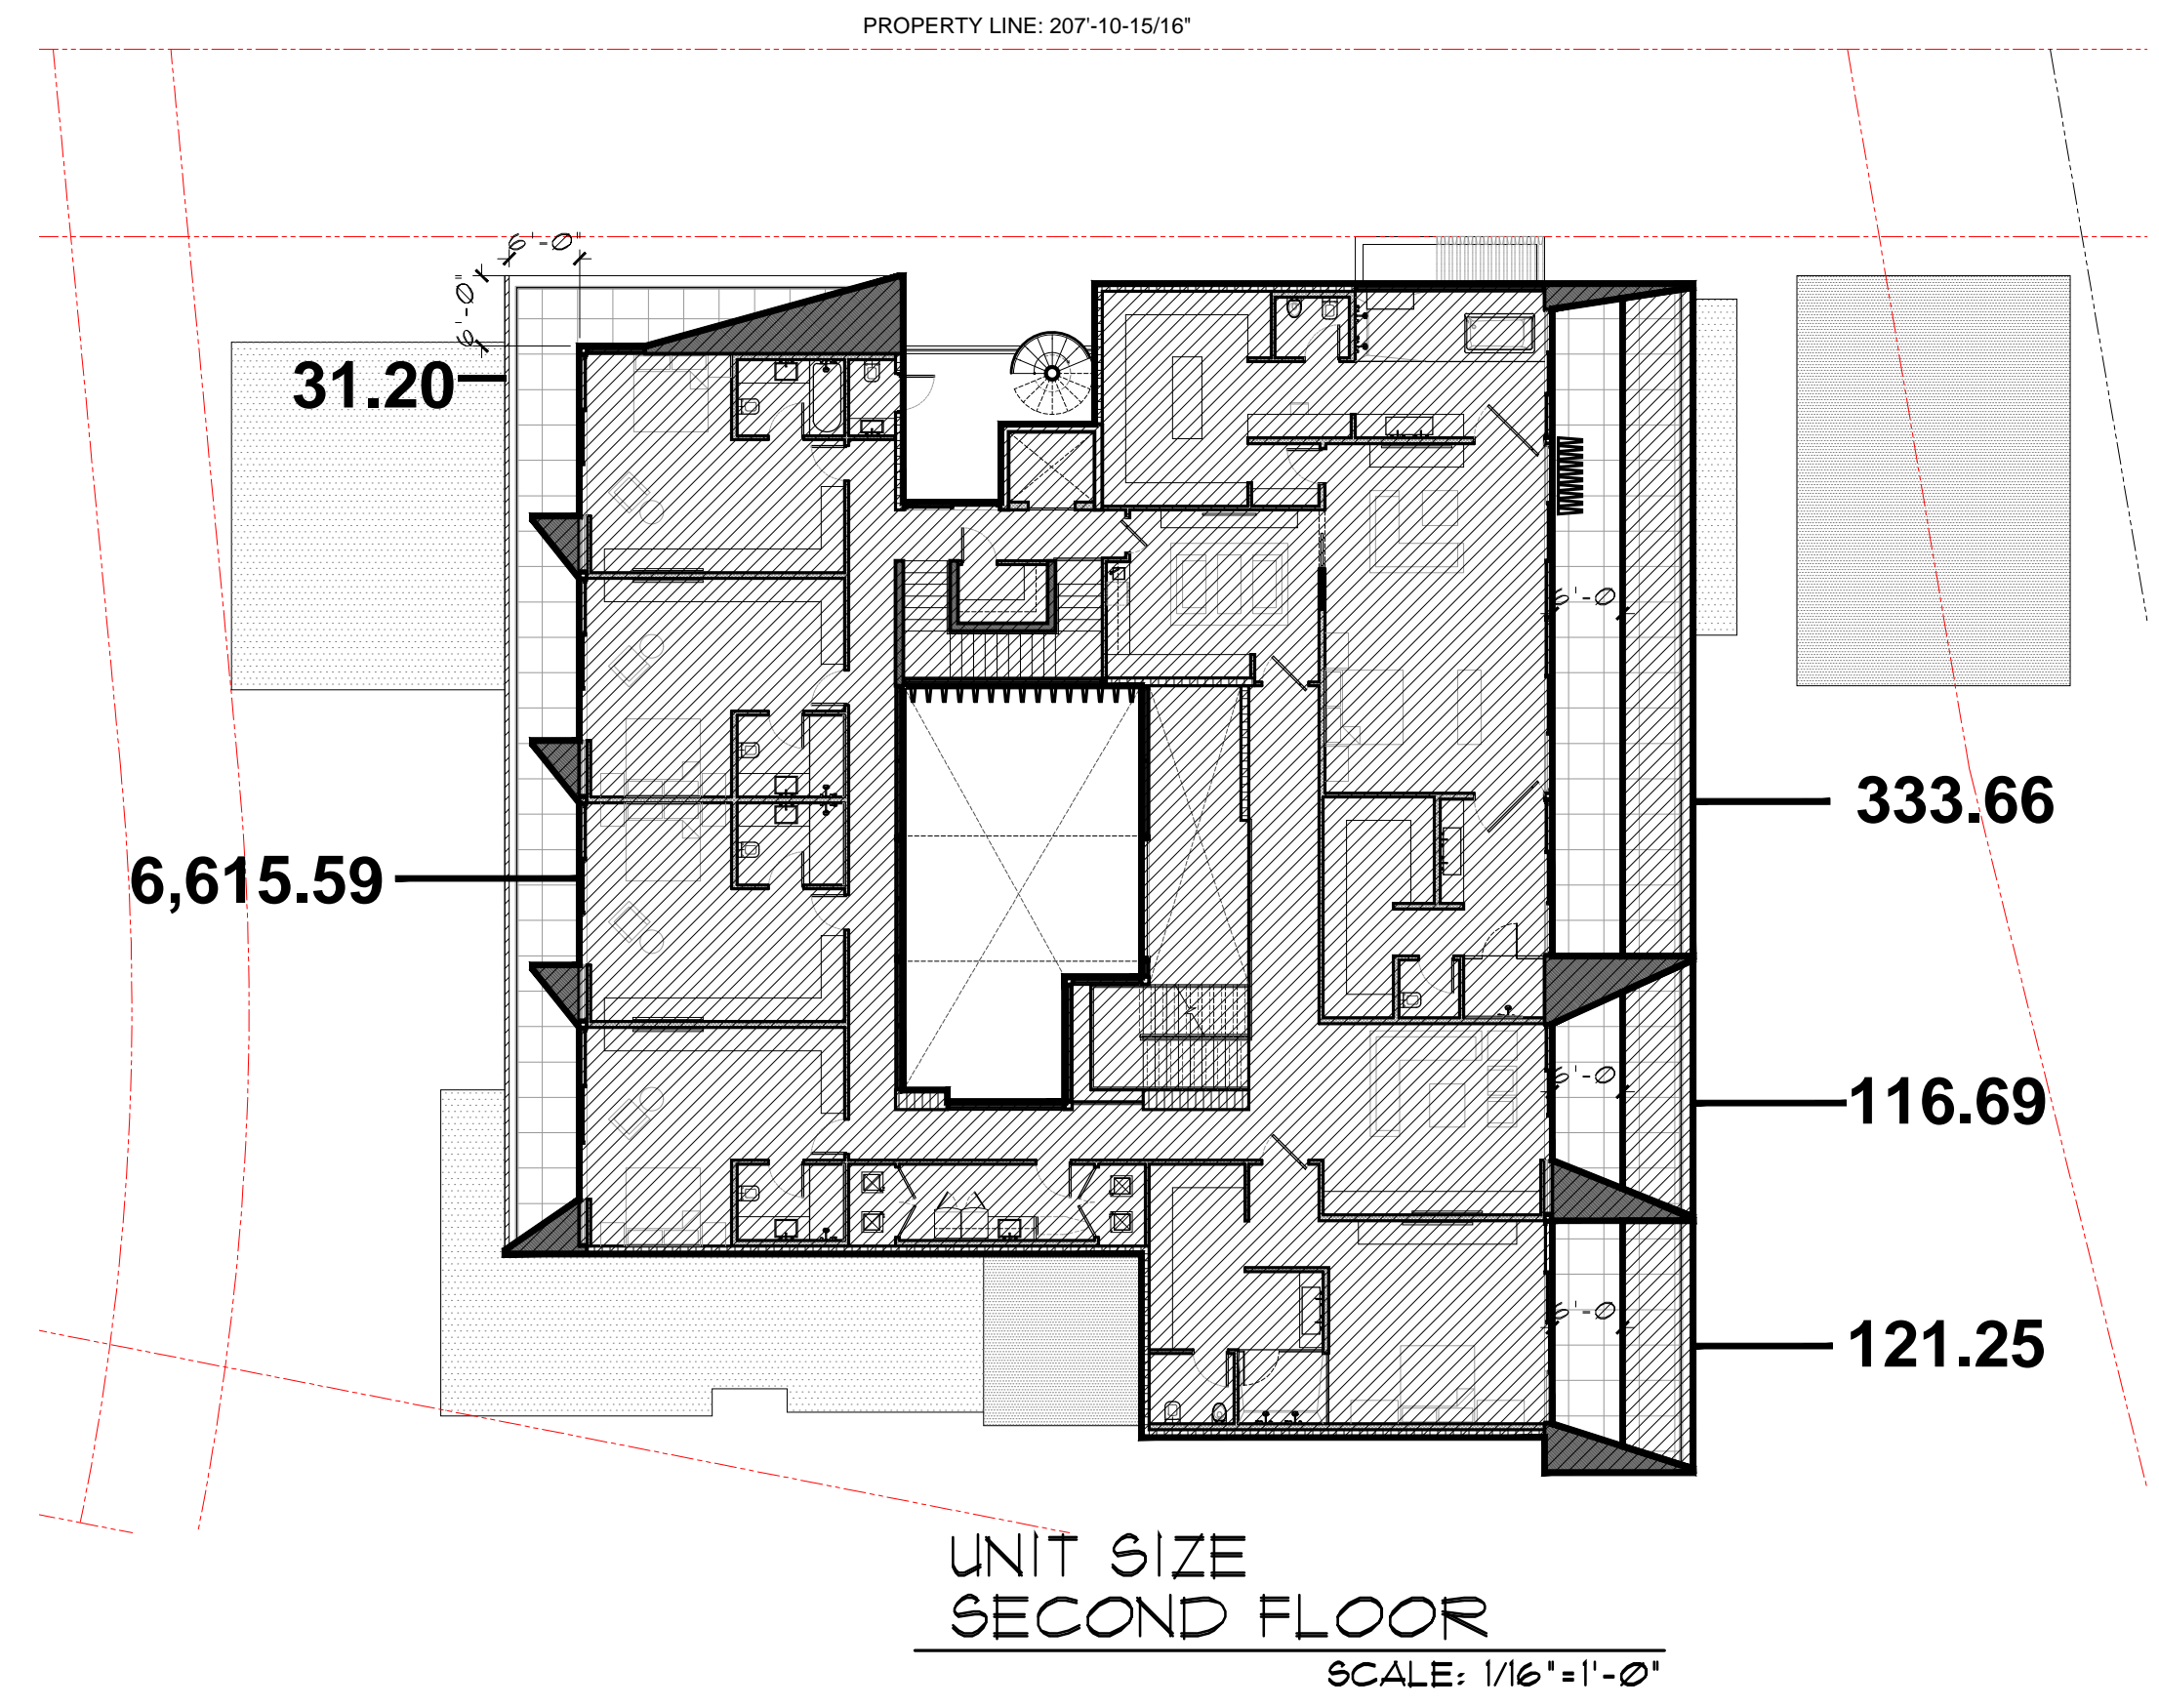 PROPERTY LINE: 207'-10-15/16"
6'-0"
6'-0"
31.20
6'-0
333.66
6,615.59
6'-0
116.69
6'-0
121.25
UNIT SIZE
SECOND FLOOR
SCALE: 1/16"=1'-0"